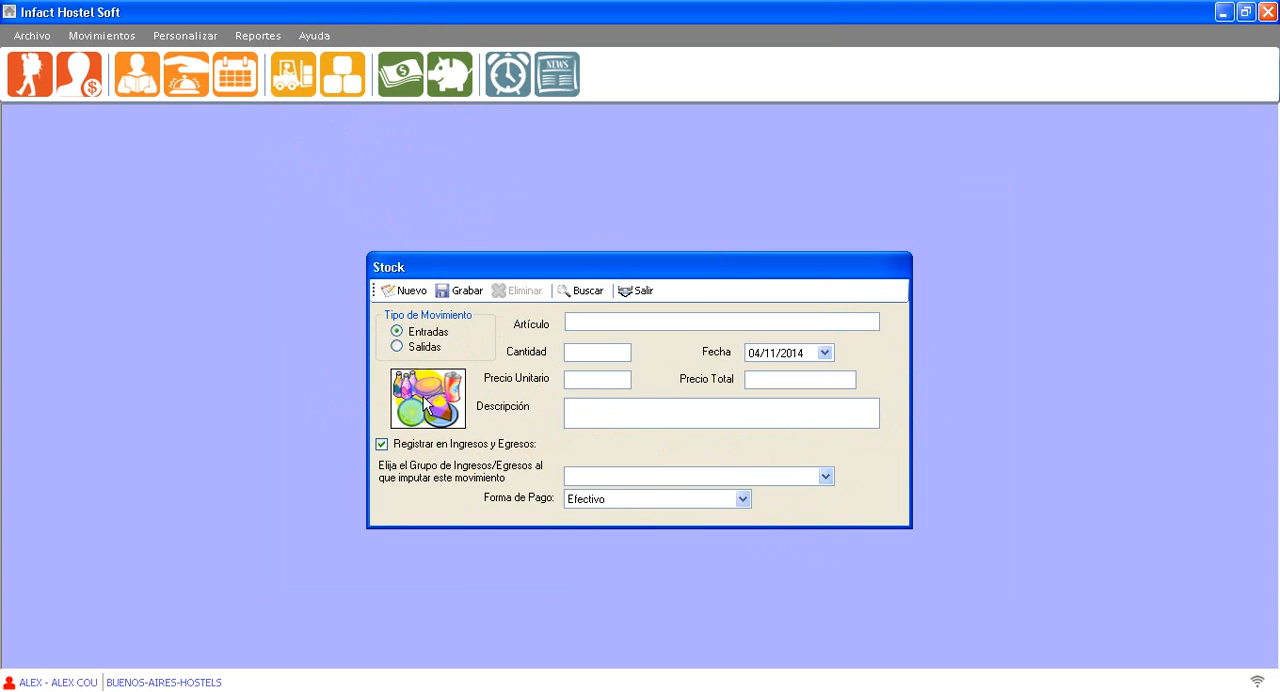 Infact Hostel Soft
Archivo Movimientos Personalizar Reportes Ayuda
$ $ NEWS
Stock
Nuevo Grabar Eliminar Buscar Salir
Tipo de Movimiento
Entradas
Salidas
Artículo
Cantidad
Fecha 04/11/2014
Precio Unitario
Precio Total
Descripción
Registrar en Ingresos y Egresos:
Elija el Grupo de Ingresos/Egresos al
que imputar este movimiento
Forma de Pago: Efectivo
ALEX - ALEX COU BUENOS-AIRES-HOSTELS